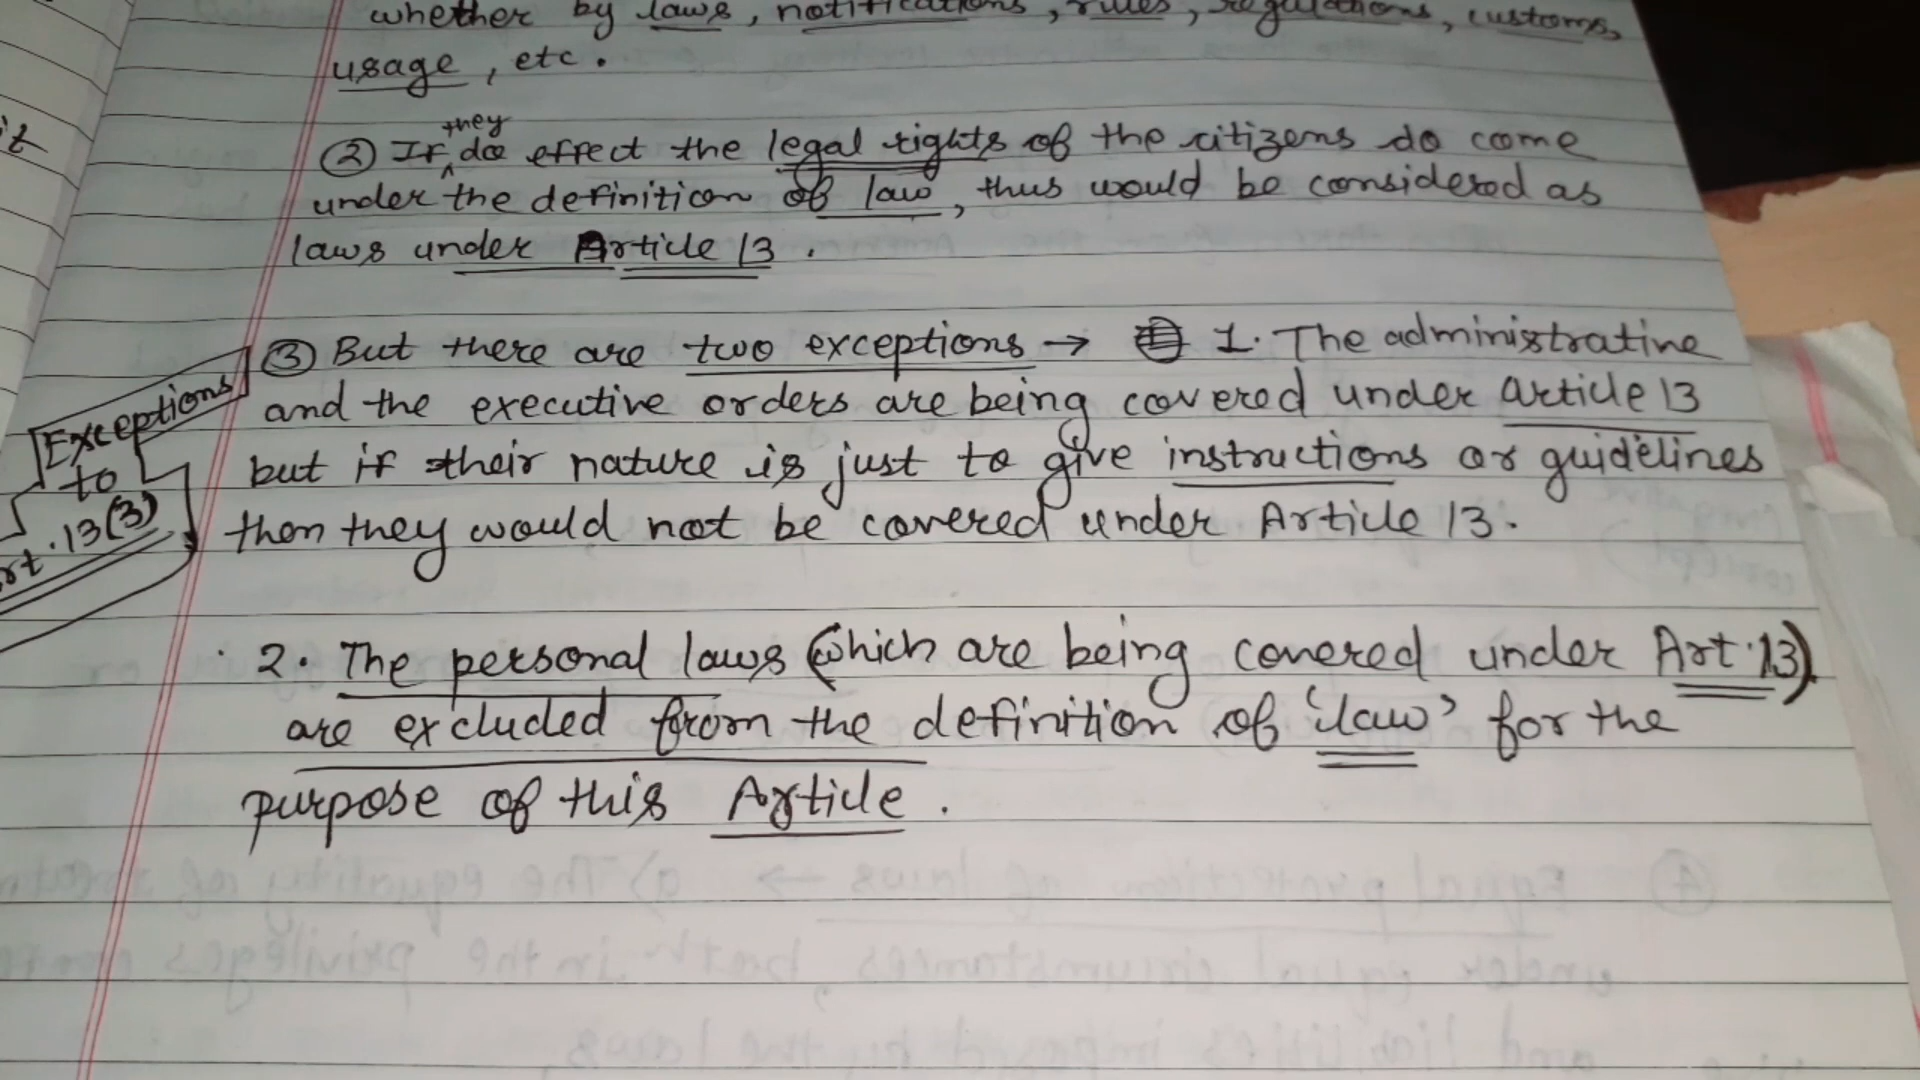 whether by laws, notifications, rules, regulations, customs,
usage, etc.
they
② If do effect the legal rights of the citizens do come
under the definition of law, thus would be considered as
laws under Article 13.
③ But there are two exceptions → 1. The administrative
and the executive orders are being covered under article 13
but if their nature is just to give instructions or guidelines
then they would not be covered under Article 13.
Exceptions
to
rt. 13(3)
2. The personal laws (which are being covered under Art. 13)
are excluded from the definition of 'law' for the
purpose of this Article.